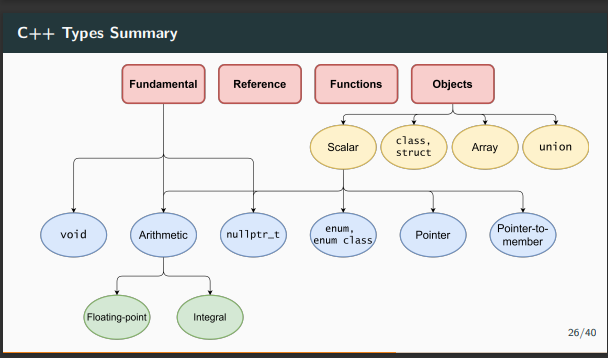 C++ Types Summary
Fundamental
Reference
Functions
Objects
Scalar
class,
struct
Array
union
void
Arithmetic
nullptr_t
enum,
enum class
Pointer
Pointer-to-
member
Floating-point
Integral
26/40